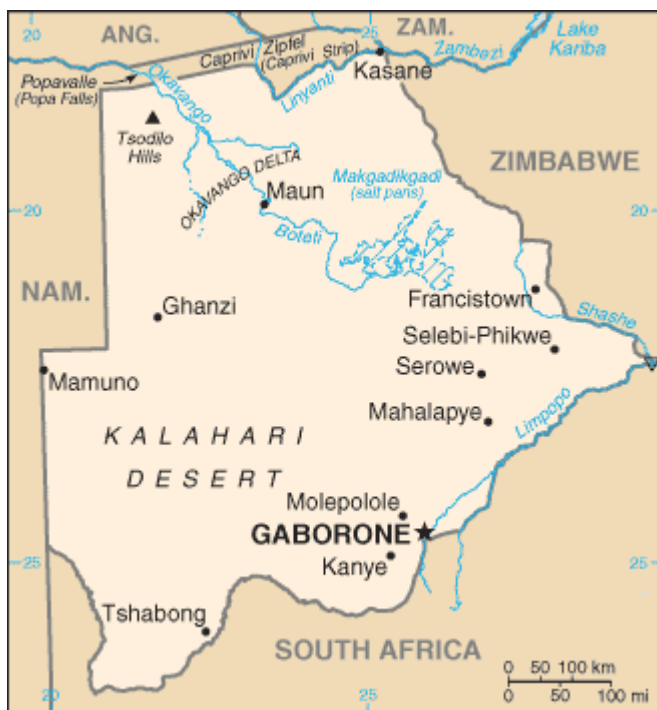 20
25
ANG.
ZAM.
Lake
Kariba
Caprivi Zipfel
(Caprivi Strip)
Zambezi
Kasane
Popavalle
(Popa Falls)
Okavango
Linyanti
Tsodilo
Hills
ZIMBABWE
OKAVANGO DELTA
Makgadikgadi
(salt pans)
Maun
20
20
Boteti
NAM.
Ghanzi
Francistown
Shashe
Selebi-Phikwe
Mamuno
Serowe
Mahalapye
Limpopo
KALAHARI
DESERT
Molepolole
GABORONE
Kanye
25
25
Tshabong
SOUTH AFRICA
0 50 100 km
0 50 100 mi
20
25